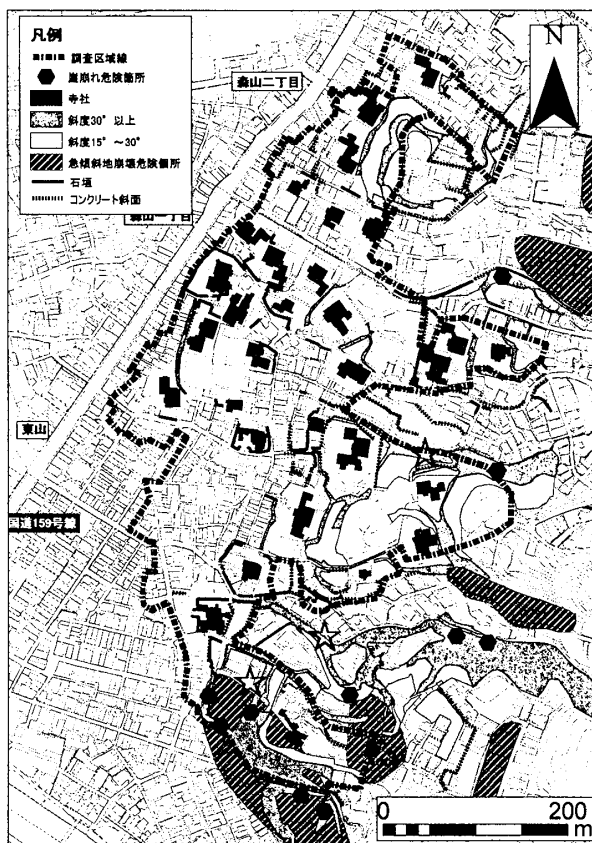 凡例
調査区域線
崖崩れ危険箇所
寺社
斜度30° 以上
斜度15° ～30°
急傾斜地崩壊危険個所
石垣
コンクリート斜面
森山二丁目
N
東山
国道159号線
0 200
m